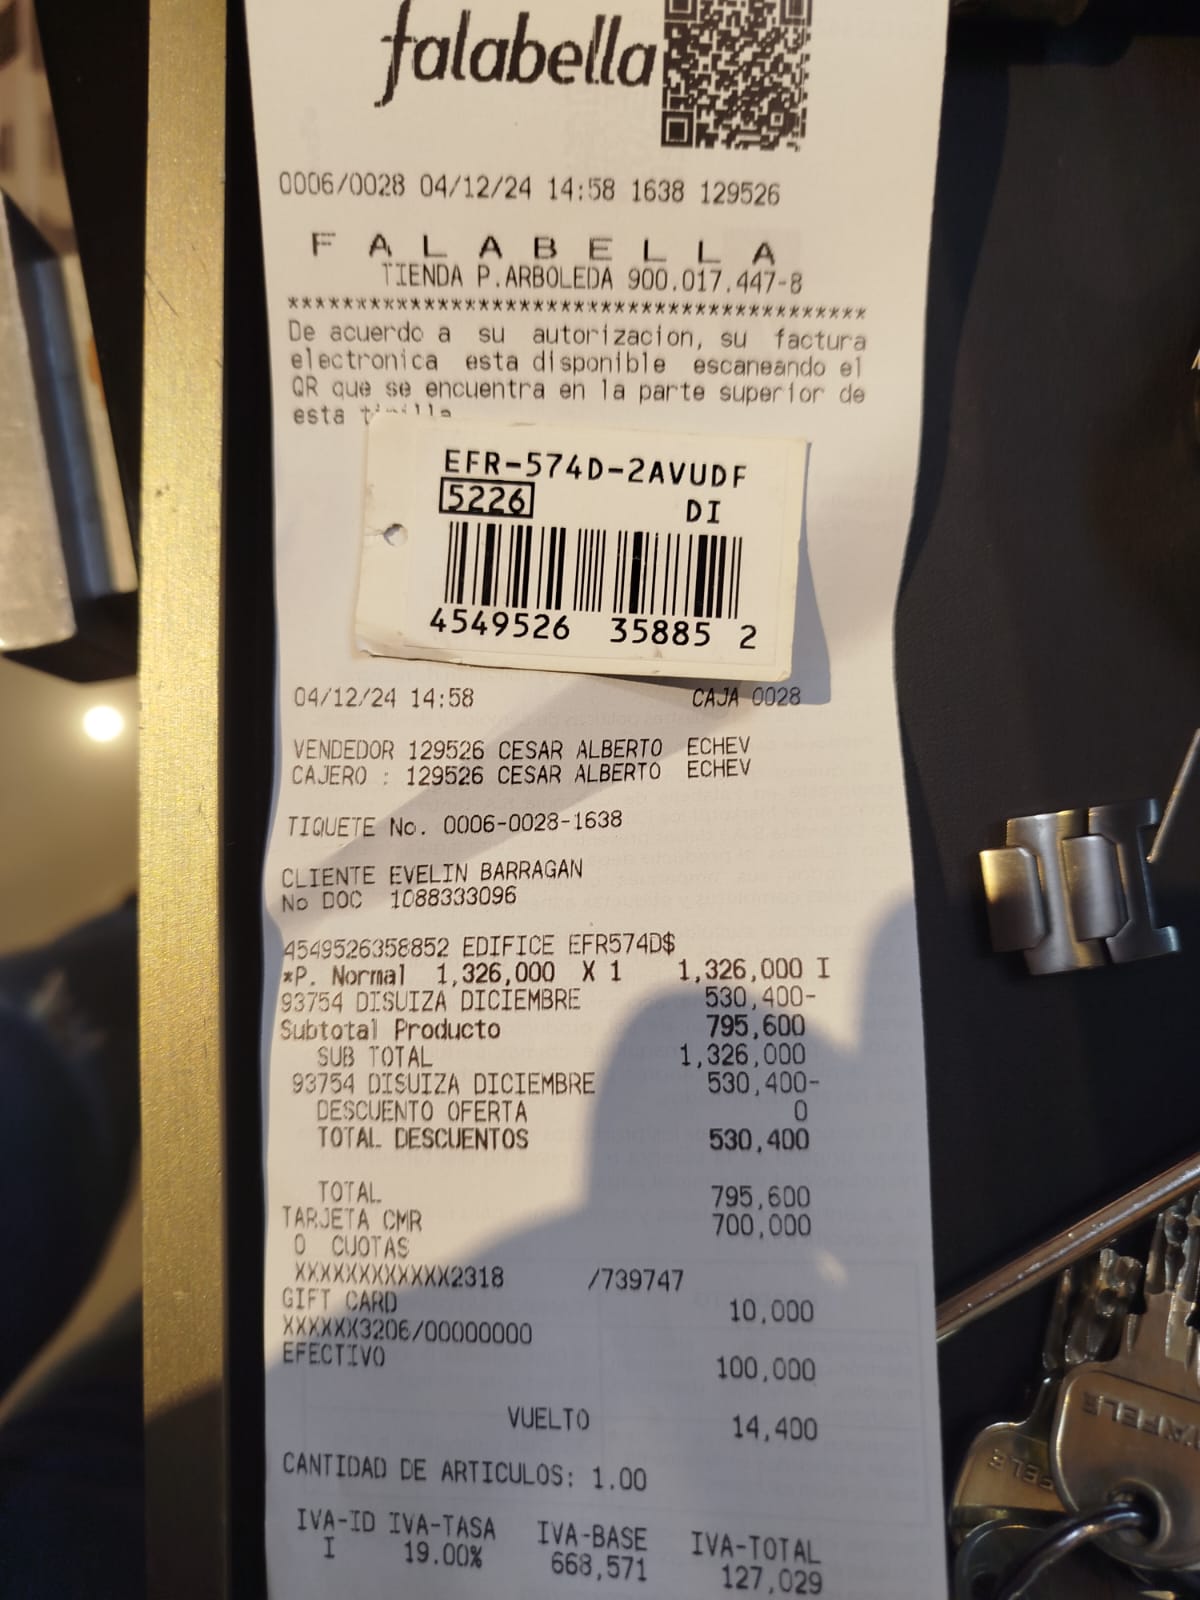 falabella
0006/0028 04/12/24 14:58 1638 129526
F A L A B E L L A
TIENDA P.ARBOLEDA 900.017.447-8
**************************************************
De acuerdo a su autorizacion, su factura
electronica esta disponible escaneando el
QR que se encuentra en la parte superior de
esta
EFR-574D-2AVUDF
5226 DI
4549526 35885 2
04/12/24 14:58 CAJA 0028
VENDEDOR 129526 CESAR ALBERTO ECHEV
CAJERO : 129526 CESAR ALBERTO ECHEV
TIQUETE No. 0006-0028-1638
CLIENTE EVELIN BARRAGAN
No DOC 1088333096
4549526358852 EDIFICE EFR574D$
*P. Normal 1,326,000 X 1 1,326,000 I
93754 DISUIZA DICIEMBRE 530,400-
Subtotal Producto 795,600
SUB TOTAL 1,326,000
93754 DISUIZA DICIEMBRE 530,400-
DESCUENTO OFERTA 0
TOTAL DESCUENTOS 530,400
TOTAL 795,600
TARJETA CMR 700,000
0 CUOTAS
XXXXXXXXXXXX2318 /739747
GIFT CARD 10,000
XXXXXX3206/00000000
EFECTIVO 100,000
VUELTO 14,400
CANTIDAD DE ARTICULOS: 1.00
IVA-ID IVA-TASA IVA-BASE IVA-TOTAL
I 19.00% 668,571 127,029